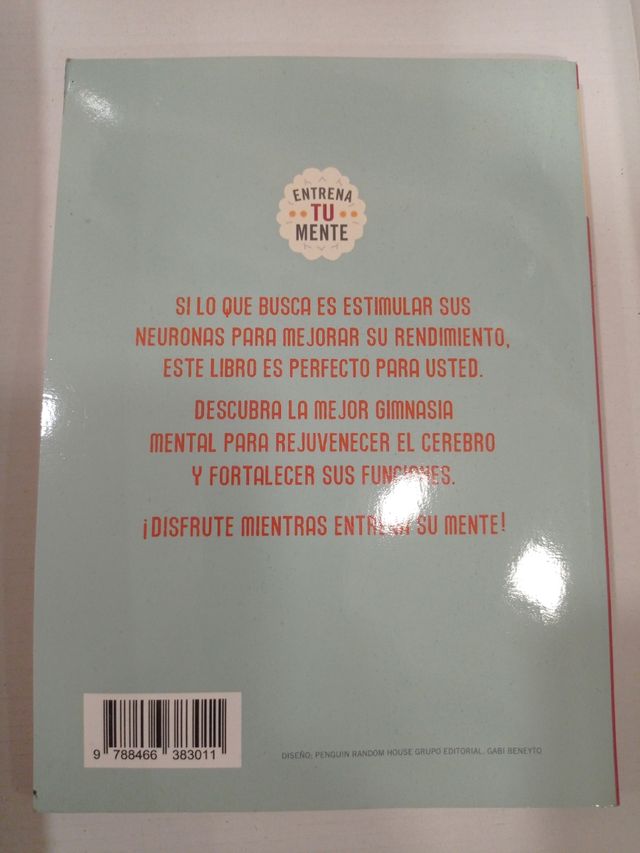 ENTRENA
TU
MENTE
SI LO QUE BUSCA ES ESTIMULAR SUS
NEURONAS PARA MEJORAR SU RENDIMIENTO,
ESTE LIBRO ES PERFECTO PARA USTED.
DESCUBRA LA MEJOR GIMNASIA
MENTAL PARA REJUVENECER EL CEREBRO
Y FORTALECER SUS FUNCIONES.
¡DISFRUTE MIENTRAS ENTRENA SU MENTE!
9 788466 383011
DISEÑO: PENGUIN RANDOM HOUSE GRUPO EDITORIAL. GABI BENEYTO